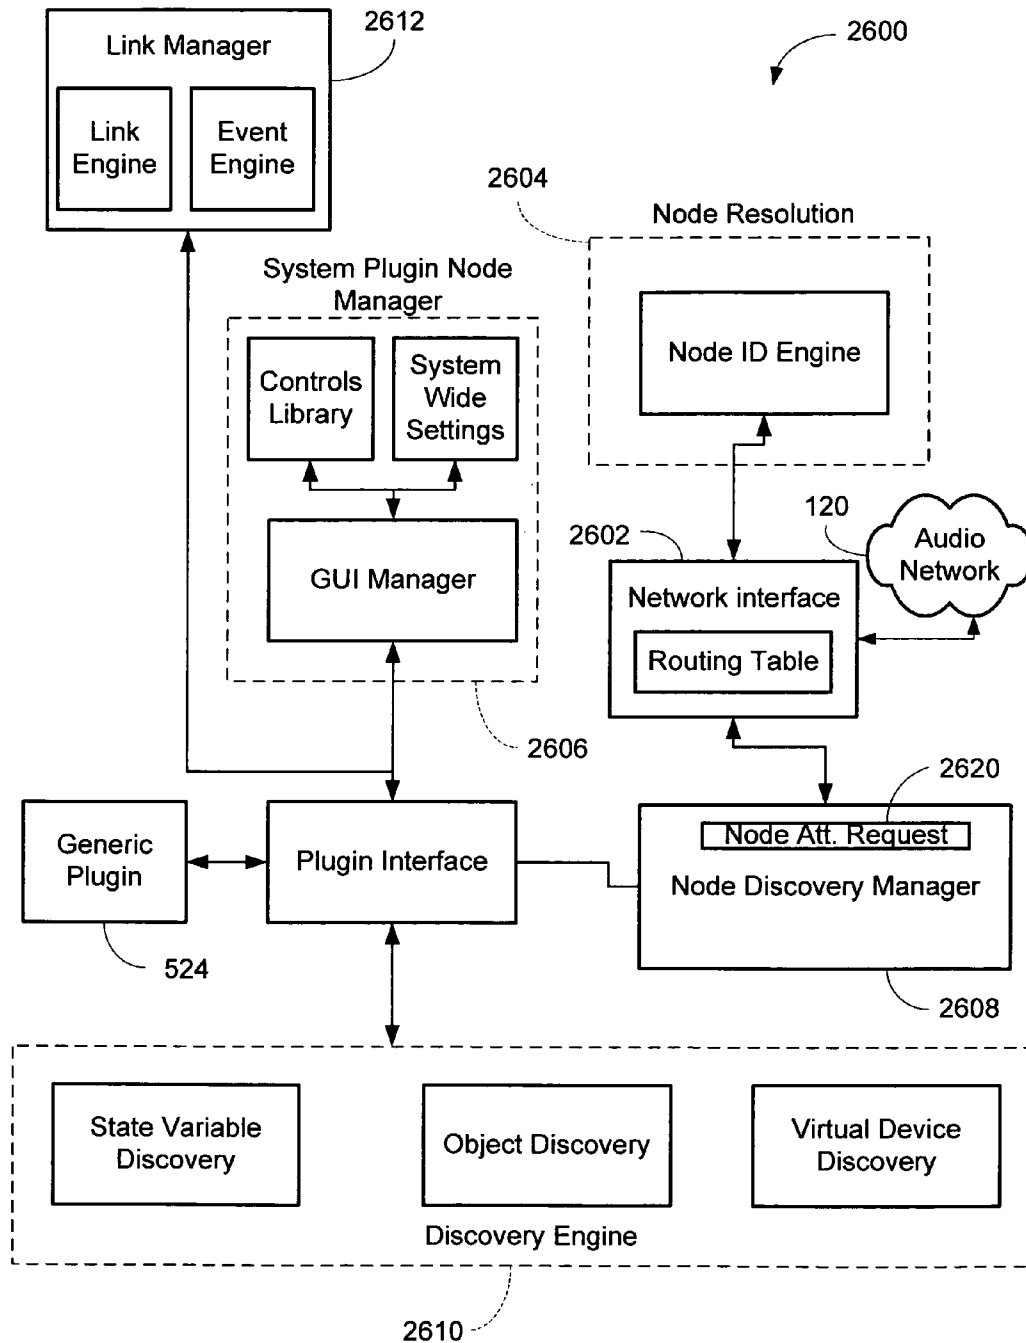 2612
Link Manager
2600
Link
Engine
Event
Engine
2604
Node Resolution
System Plugin Node
Manager
Node ID Engine
Controls
Library
System
Wide
Settings
120
Audio
Network
2602
GUI Manager
Network interface
Routing Table
2606
2620
Node Att. Request
Generic
Plugin
Plugin Interface
Node Discovery Manager
524
2608
State Variable
Discovery
Object Discovery
Virtual Device
Discovery
Discovery Engine
2610